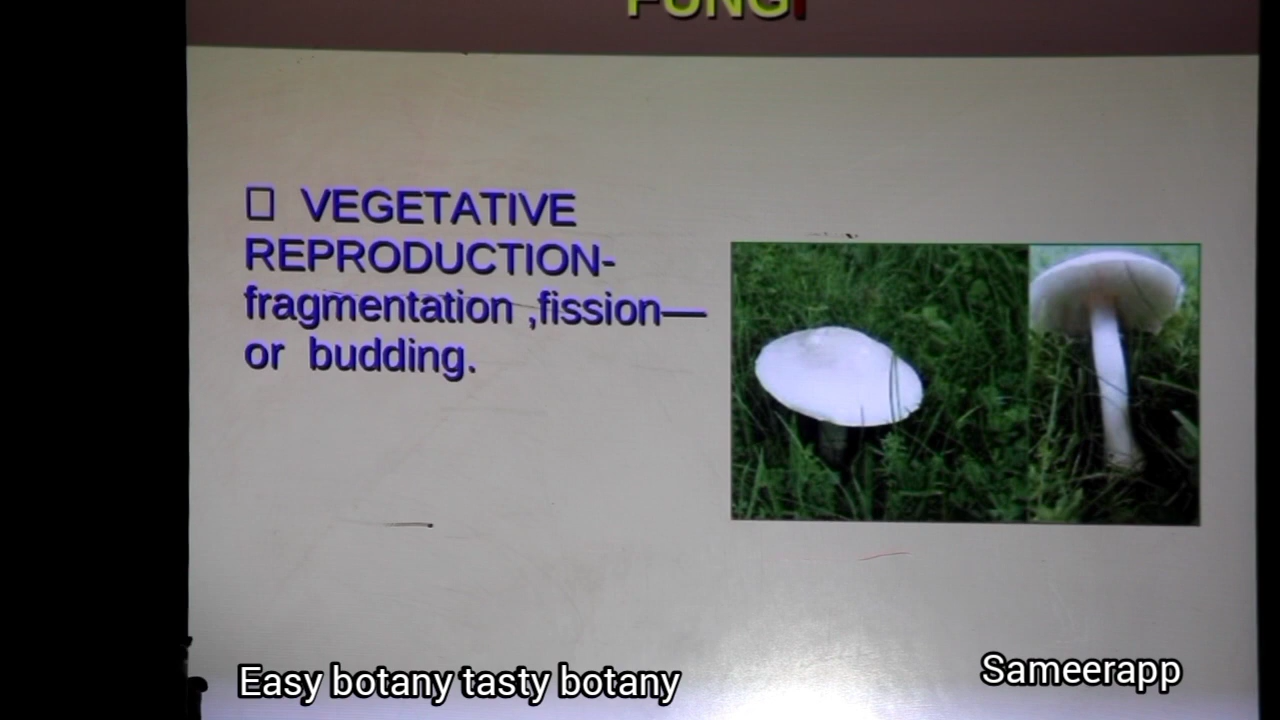 FUNGI
□ VEGETATIVE
REPRODUCTION-
fragmentation ,fission—
or budding.
Easy botany tasty botany
Sameerapp